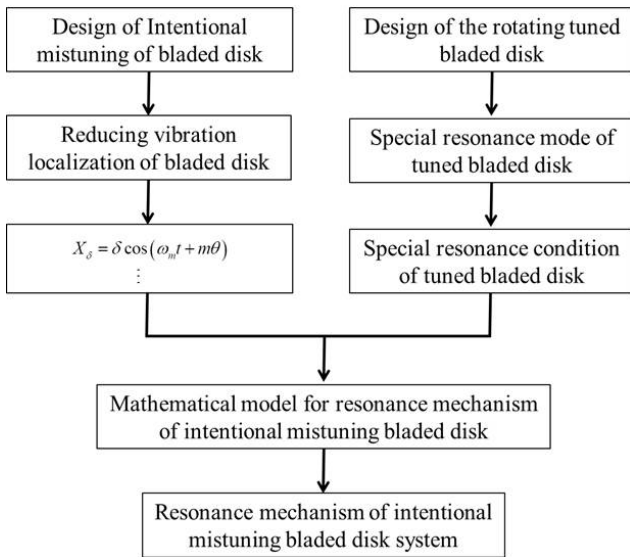 Design of Intentional
mistuning of bladed disk
Reducing vibration
localization of bladed disk
X_δ = δ cos(ω_m t + mθ)
⋮
Design of the rotating tuned
bladed disk
Special resonance mode of
tuned bladed disk
Special resonance condition
of tuned bladed disk
Mathematical model for resonance mechanism
of intentional mistuning bladed disk
Resonance mechanism of intentional
mistuning bladed disk system